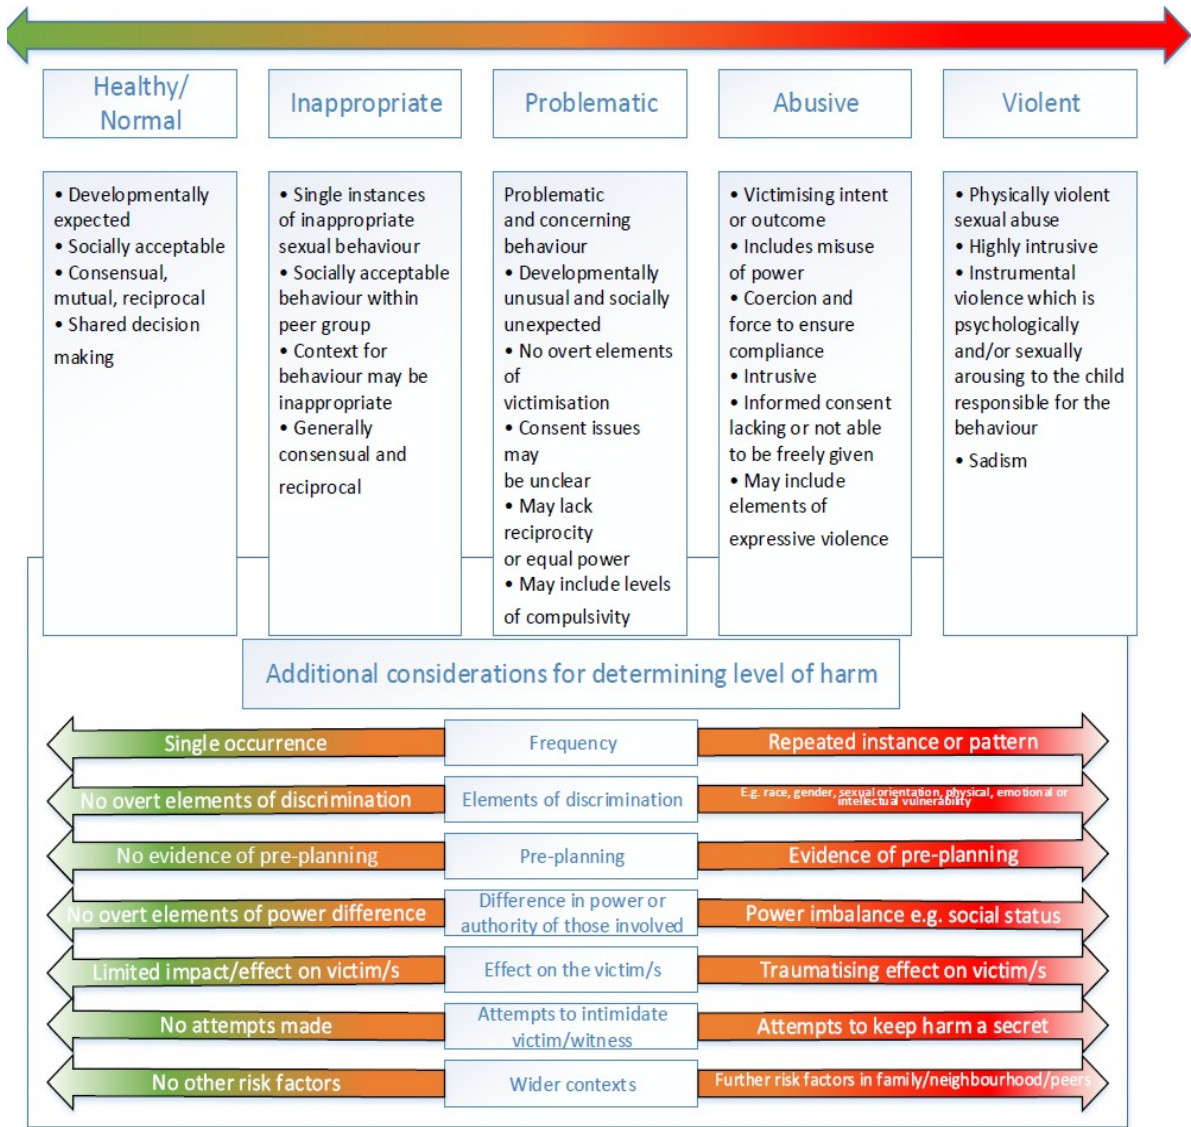 Healthy/
Normal
Inappropriate
Problematic
Abusive
Violent
• Developmentally
expected
• Socially acceptable
• Consensual,
mutual, reciprocal
• Shared decision
making
• Single instances
of inappropriate
sexual behaviour
• Socially acceptable
behaviour within
peer group
• Context for
behaviour may be
inappropriate
• Generally
consensual and
reciprocal
Problematic
and concerning
behaviour
• Developmentally
unusual and socially
unexpected
• No overt elements
of
victimisation
• Consent issues
may
be unclear
• May lack
reciprocity
or equal power
• May include levels
of compulsivity
• Victimising intent
or outcome
• Includes misuse
of power
• Coercion and
force to ensure
compliance
• Intrusive
• Informed consent
lacking or not able
to be freely given
• May include
elements of
expressive violence
• Physically violent
sexual abuse
• Highly intrusive
• Instrumental
violence which is
psychologically
and/or sexually
arousing to the child
responsible for the
behaviour
• Sadism
Additional considerations for determining level of harm
Single occurrence
Frequency
Repeated instance or pattern
No overt elements of discrimination
Elements of discrimination
E.g. race, gender, sexual orientation, physical, emotional or
intellectual vulnerability
No evidence of pre-planning
Pre-planning
Evidence of pre-planning
No overt elements of power difference
Difference in power or
authority of those involved
Power imbalance e.g. social status
Limited impact/effect on victim/s
Effect on the victim/s
Traumatising effect on victim/s
No attempts made
Attempts to intimidate
victim/witness
Attempts to keep harm a secret
No other risk factors
Wider contexts
Further risk factors in family/neighbourhood/peers